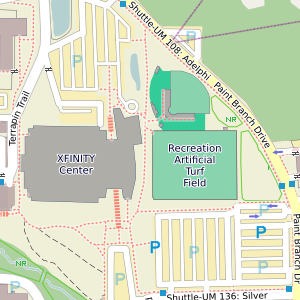 Shuttle-UM 108: Adelphi
Paint Branch Drive
P
P
Terrapin Trail
P
NR
XFINITY
Center
Recreation
Artificial
Turf
Field
P
P
P
P
Paint Branch D
NR
P
P
P
Shuttle-UM 136: Silver